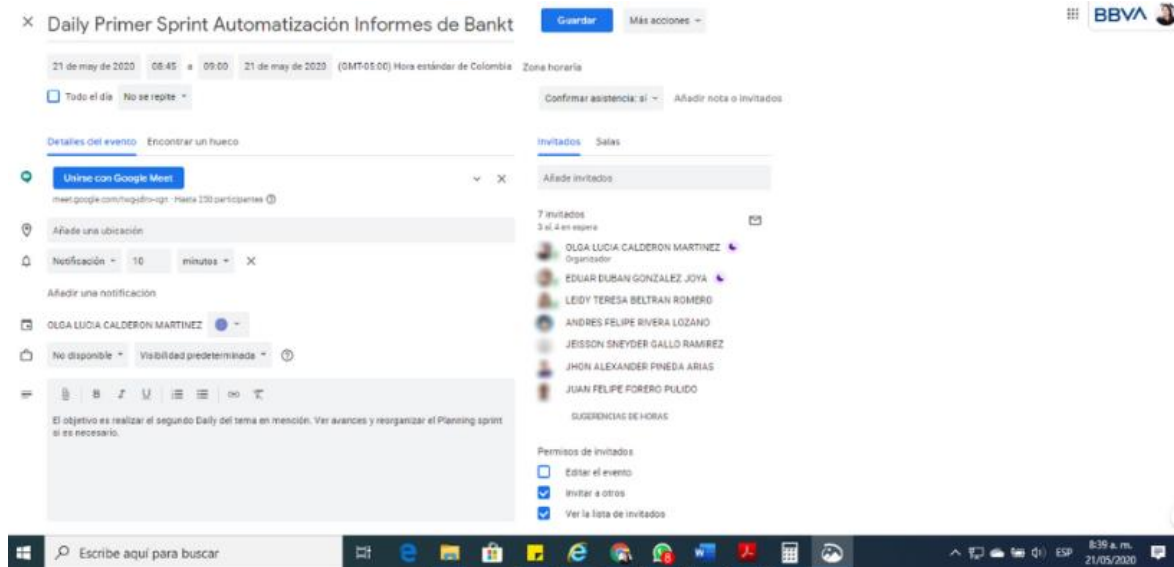 Daily Primer Sprint Automatización Informes de Bankt
Guardar
Más acciones
BBVA
21 de may de 2020 08:45 a 09:00 21 de may de 2020 (GMT-05:00) Hora estándar de Colombia Zona horaria
Todo el día No se repite
Confirmar asistencia: sí Añadir nota o invitados
Detalles del evento Encontrar un hueco
Invitados Salas
Unirse con Google Meet
Añade invitados
Hasta 250 participantes
7 invitados
3 sí, 4 en espera
Añade una ubicación
Notificación 10 minutos
Añadir una notificación
OLGA LUCIA CALDERON MARTINEZ
No disponible Visibilidad predeterminada
B I U
El objetivo es realizar el segundo Daily del tema en mención. Ver avances y reorganizar el Planning sprint
si es necesario.
OLGA LUCIA CALDERON MARTINEZ
Organizador
EDUAR DUBAN GONZALEZ JOYA
LEIDY TERESA BELTRAN ROMERO
ANDRES FELIPE RIVERA LOZANO
JEISSON SNEYDER GALLO RAMIREZ
JHON ALEXANDER PINEDA ARIAS
JUAN FELIPE FORERO PULIDO
SUGERENCIAS DE HORAS
Permisos de invitados
Editar el evento
Invitar a otros
Ver la lista de invitados
Escribe aquí para buscar
ESP
8:39 a. m.
21/05/2020